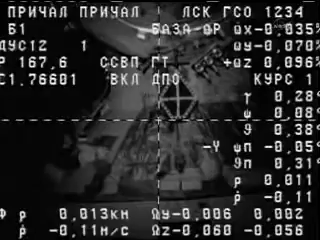 ПРИЧАЛ ПРИЧАЛ ЛСК ГСО 1234
Б1 БАЗА ФР ωx-0,035%
ДУС12 1 ωy-0,070%
Р 167,6 ССВП ГТ +ωz 0,096%
С1.76601 ВКЛ ДПО КУРС 1
γ 0,28°
ψ 0,08°
ϑ 0,38°
-Y ψп -0,05°
ϑп 0,31°
ρ 0,011
ρ̇ -0,11
ρ 0,013км Ωy-0,006 0,002
ρ̇ -0,11м/с Ωz-0,060 -0,056